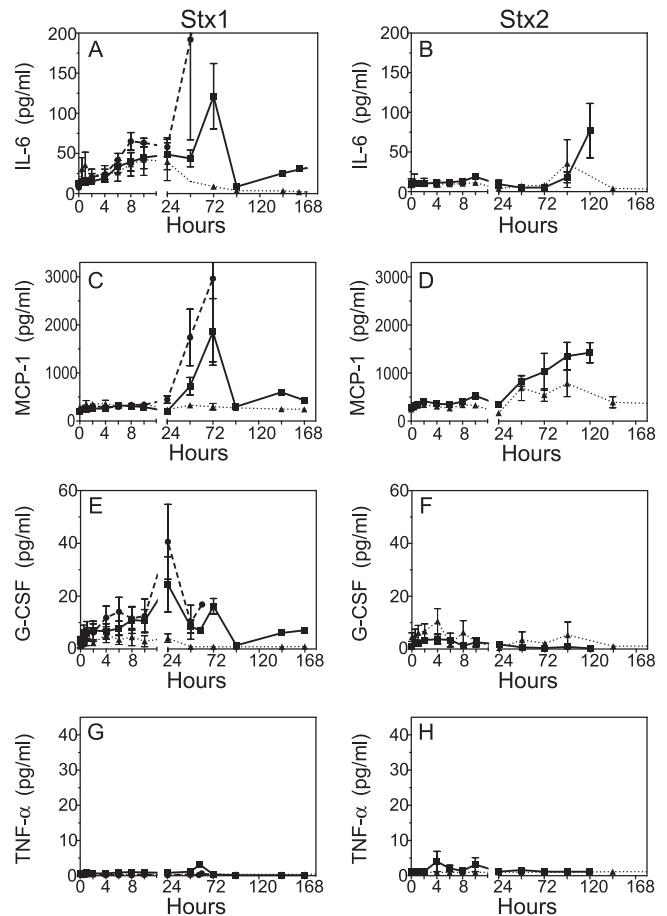 Stx1 Stx2
A
200
150
100
50
0
IL-6 (pg/ml)
0 4 8 24 72 120 168
Hours
B
200
150
100
50
0
IL-6 (pg/ml)
0 4 8 24 72 120 168
Hours
C
3000
2000
1000
0
MCP-1 (pg/ml)
0 4 8 24 72 120 168
Hours
D
3000
2000
1000
0
MCP-1 (pg/ml)
0 4 8 24 72 120 168
Hours
E
60
40
20
0
G-CSF (pg/ml)
0 4 8 24 72 120 168
Hours
F
60
40
20
0
G-CSF (pg/ml)
0 4 8 24 72 120 168
Hours
G
40
30
20
10
0
TNF-α (pg/ml)
0 4 8 24 72 120 168
Hours
H
40
30
20
10
0
TNF-α (pg/ml)
0 4 8 24 72 120 168
Hours